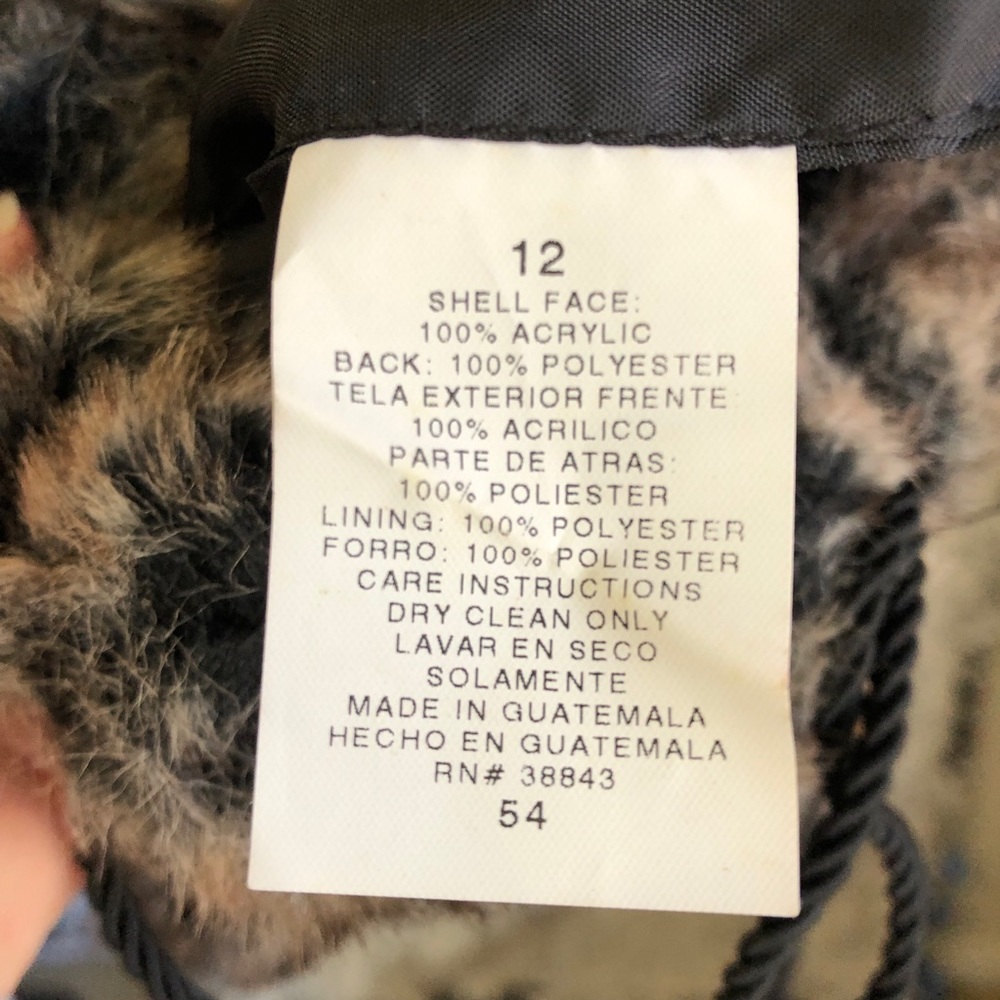 12
SHELL FACE:
100% ACRYLIC
BACK: 100% POLYESTER
TELA EXTERIOR FRENTE:
100% ACRILICO
PARTE DE ATRAS:
100% POLIESTER
LINING: 100% POLYESTER
FORRO: 100% POLIESTER
CARE INSTRUCTIONS
DRY CLEAN ONLY
LAVAR EN SECO
SOLAMENTE
MADE IN GUATEMALA
HECHO EN GUATEMALA
RN# 38843
54